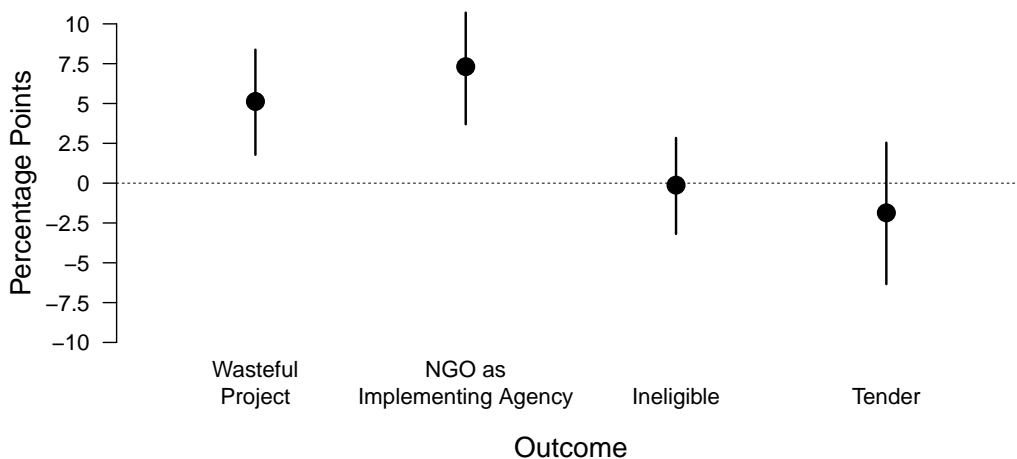 Percentage Points
10
7.5
5
2.5
0
−2.5
−5
−7.5
−10
Wasteful
Project
NGO as
Implementing Agency
Ineligible
Tender
Outcome